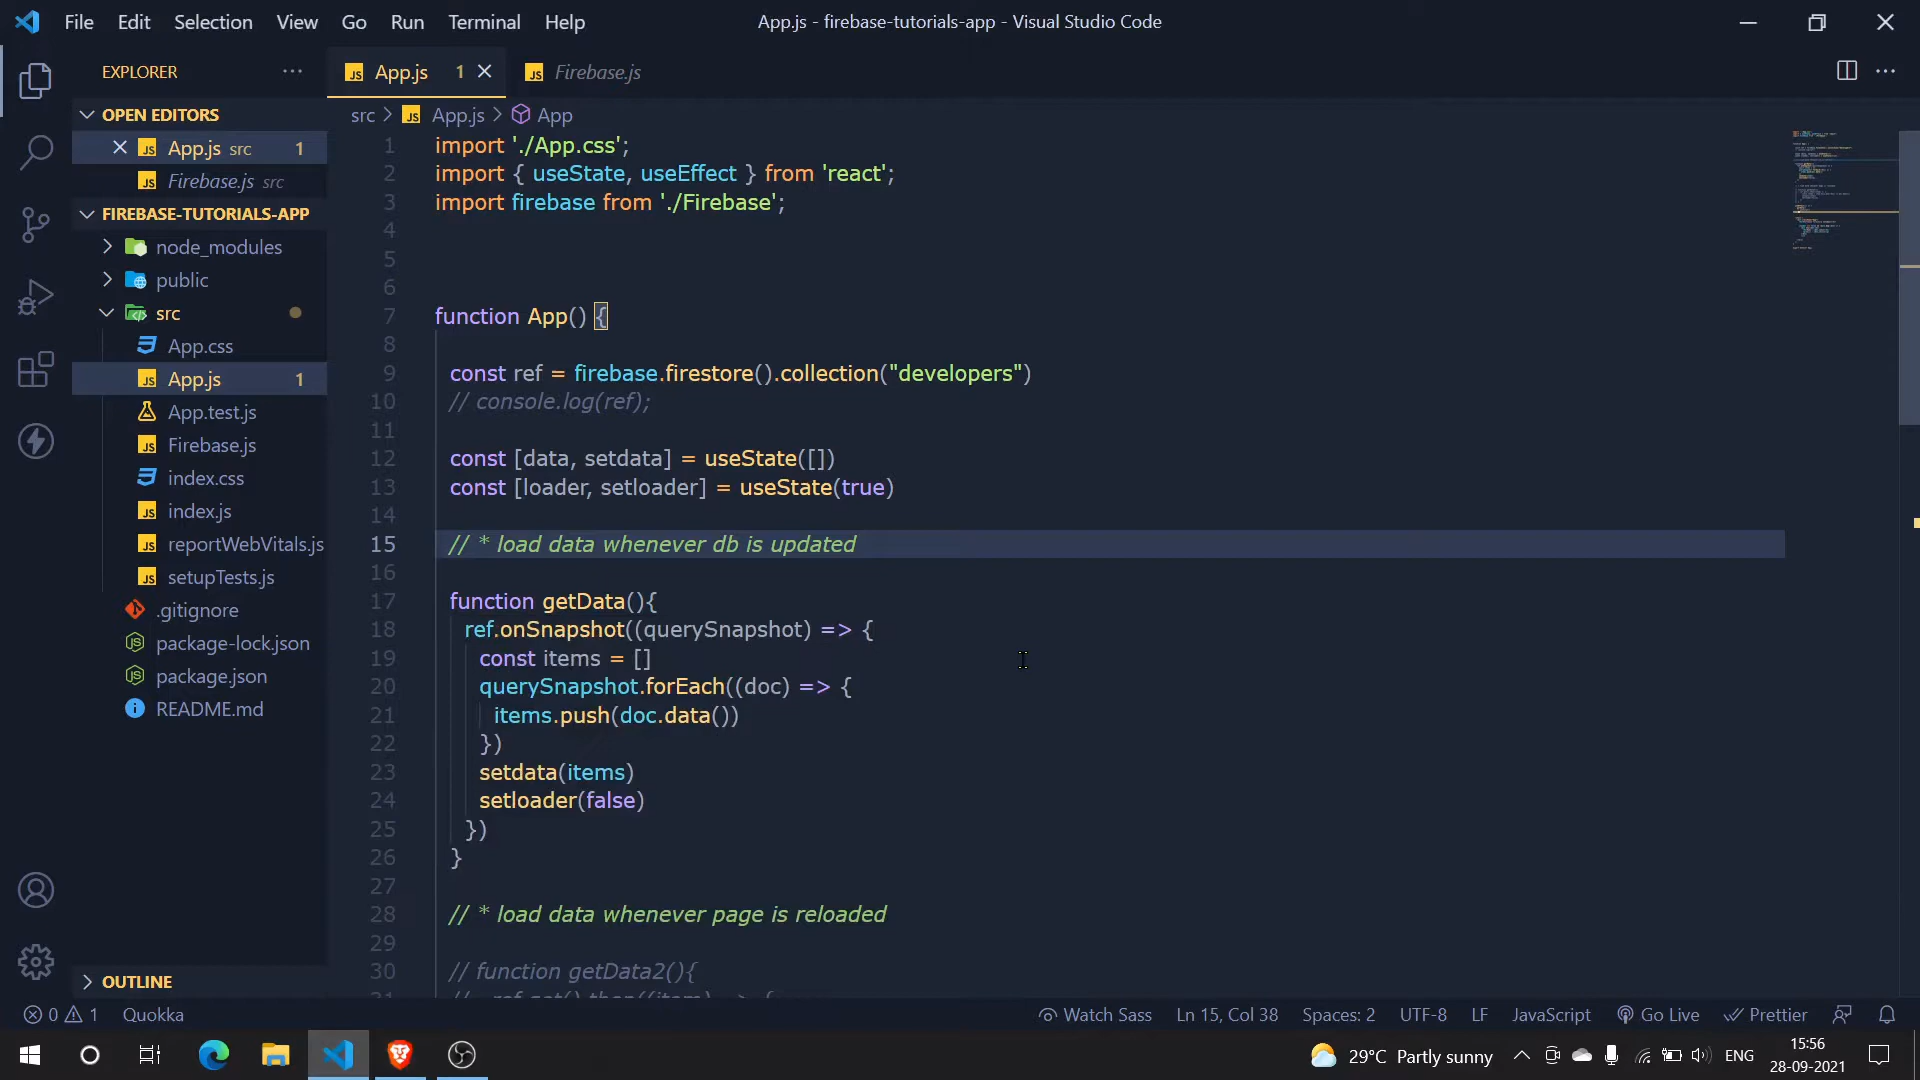 File Edit Selection View Go Run Terminal Help
App.js - firebase-tutorials-app - Visual Studio Code
EXPLORER
App.js 1
Firebase.js
OPEN EDITORS
App.js src 1
Firebase.js src
FIREBASE-TUTORIALS-APP
node_modules
public
src
App.css
App.js 1
App.test.js
Firebase.js
index.css
index.js
reportWebVitals.js
setupTests.js
.gitignore
package-lock.json
package.json
README.md
OUTLINE
src > App.js > App
1 import './App.css';
2 import { useState, useEffect } from 'react';
3 import firebase from './Firebase';
4
5
6
7 function App() {
8
9 const ref = firebase.firestore().collection("developers")
10 // console.log(ref);
11
12 const [data, setdata] = useState([])
13 const [loader, setloader] = useState(true)
14
15 // * load data whenever db is updated
16
17 function getData(){
18 ref.onSnapshot((querySnapshot) => {
19 const items = []
20 querySnapshot.forEach((doc) => {
21 items.push(doc.data())
22 })
23 setdata(items)
24 setloader(false)
25 })
26 }
27
28 // * load data whenever page is reloaded
29
30 // function getData2(){
0 1 Quokka
Watch Sass Ln 15, Col 38 Spaces: 2 UTF-8 LF JavaScript Go Live Prettier
29°C Partly sunny ENG
15:56
28-09-2021